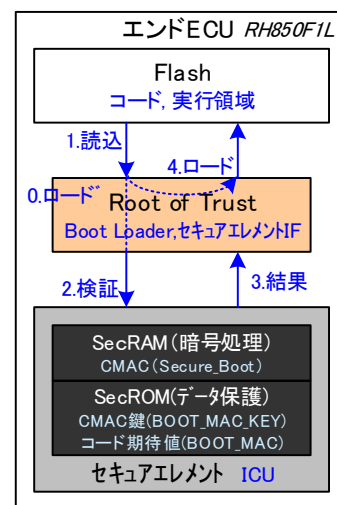 エンドECU RH850F1L
Flash
コード, 実行領域
1.読込
4.ロード
0.ロード
Root of Trust
Boot Loader,セキュアエレメントIF
2.検証
3.結果
SecRAM(暗号処理)
CMAC(Secure_Boot)
SecROM(データ保護)
CMAC鍵(BOOT_MAC_KEY)
コード期待値(BOOT_MAC)
セキュアエレメント ICU